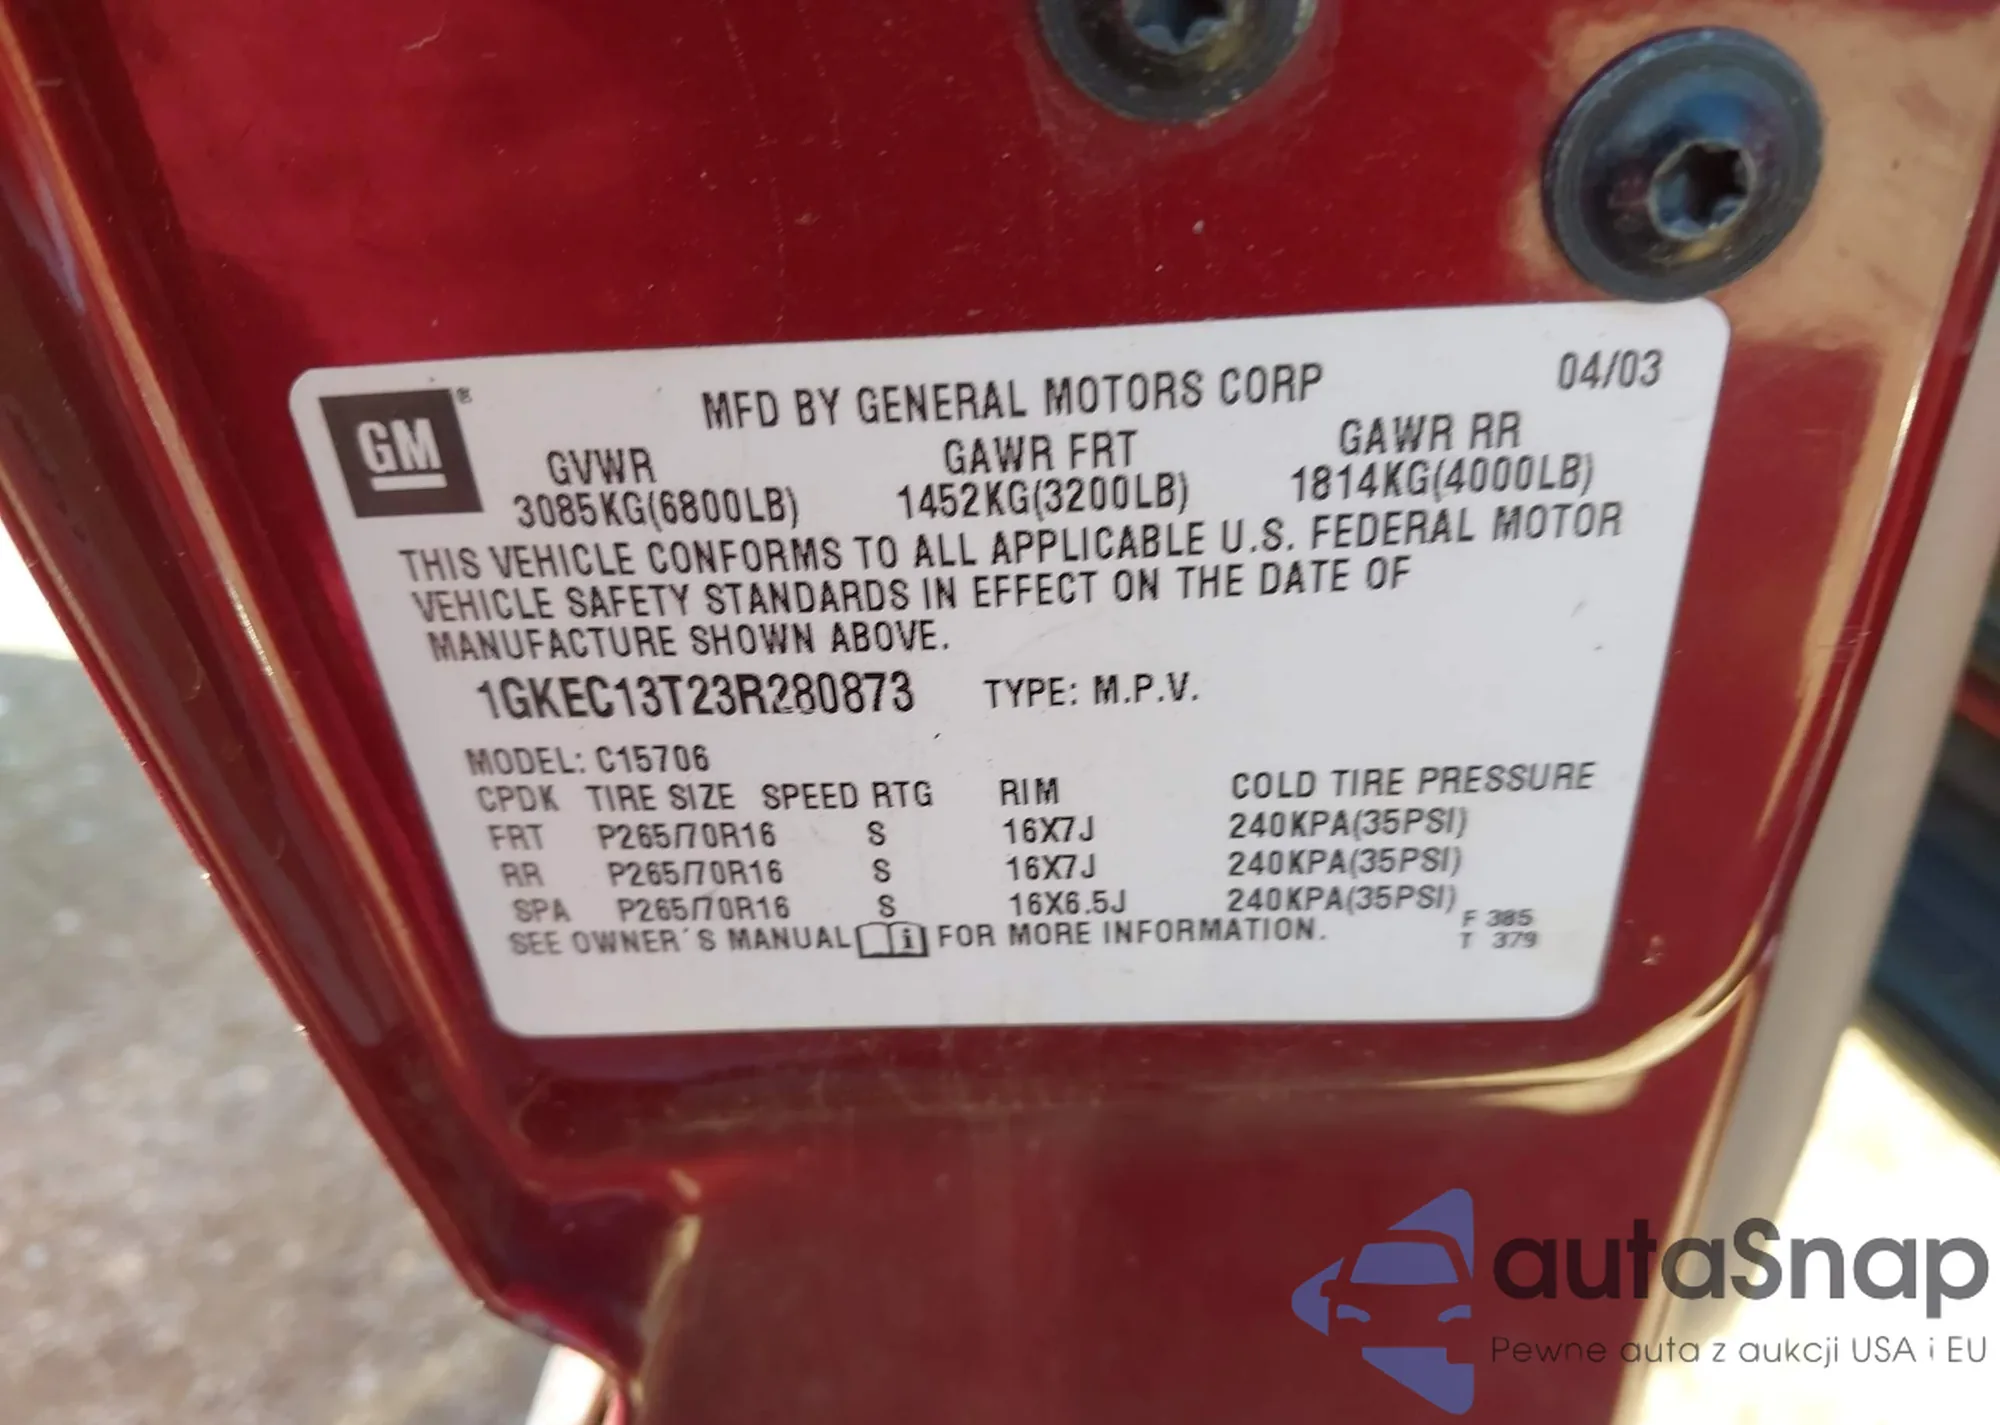 GM®
MFD BY GENERAL MOTORS CORP 04/03
GVWR GAWR FRT GAWR RR
3085KG(6800LB) 1452KG(3200LB) 1814KG(4000LB)
THIS VEHICLE CONFORMS TO ALL APPLICABLE U.S. FEDERAL MOTOR
VEHICLE SAFETY STANDARDS IN EFFECT ON THE DATE OF
MANUFACTURE SHOWN ABOVE.
1GKEC13T23R280873 TYPE: M.P.V.
MODEL: C15706
CPDK TIRE SIZE SPEED RTG RIM COLD TIRE PRESSURE
FRT P265/70R16 S 16X7J 240KPA(35PSI)
RR P265/70R16 S 16X7J 240KPA(35PSI)
SPA P265/70R16 S 16X6.5J 240KPA(35PSI)
SEE OWNER'S MANUAL i FOR MORE INFORMATION.
F 385
T 379
autaSnap
Pewne auta z aukcji USA i EU